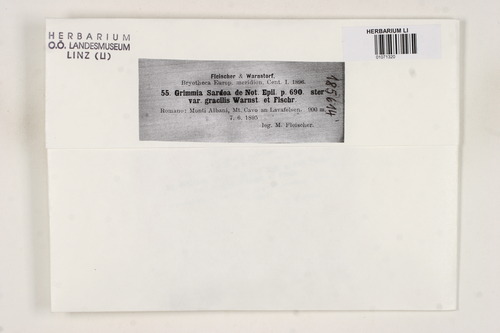 HERBARIUM
O.Ö. LANDESMUSEUM
LINZ (LI)
HERBARIUM LI
01071320
Fleischer & Warnstorf.
Bryotheca Europ. meridion. Cent. I. 1896.
55. Grimmia Sardoa de Not. Epil. p. 690. ster
var. gracilis Warnst. et Fischr.
Romano: Monti Albani, Mt. Cavo an Lavafelsen. 900 m
7. 6. 1895
leg. M. Fleischer.
185614